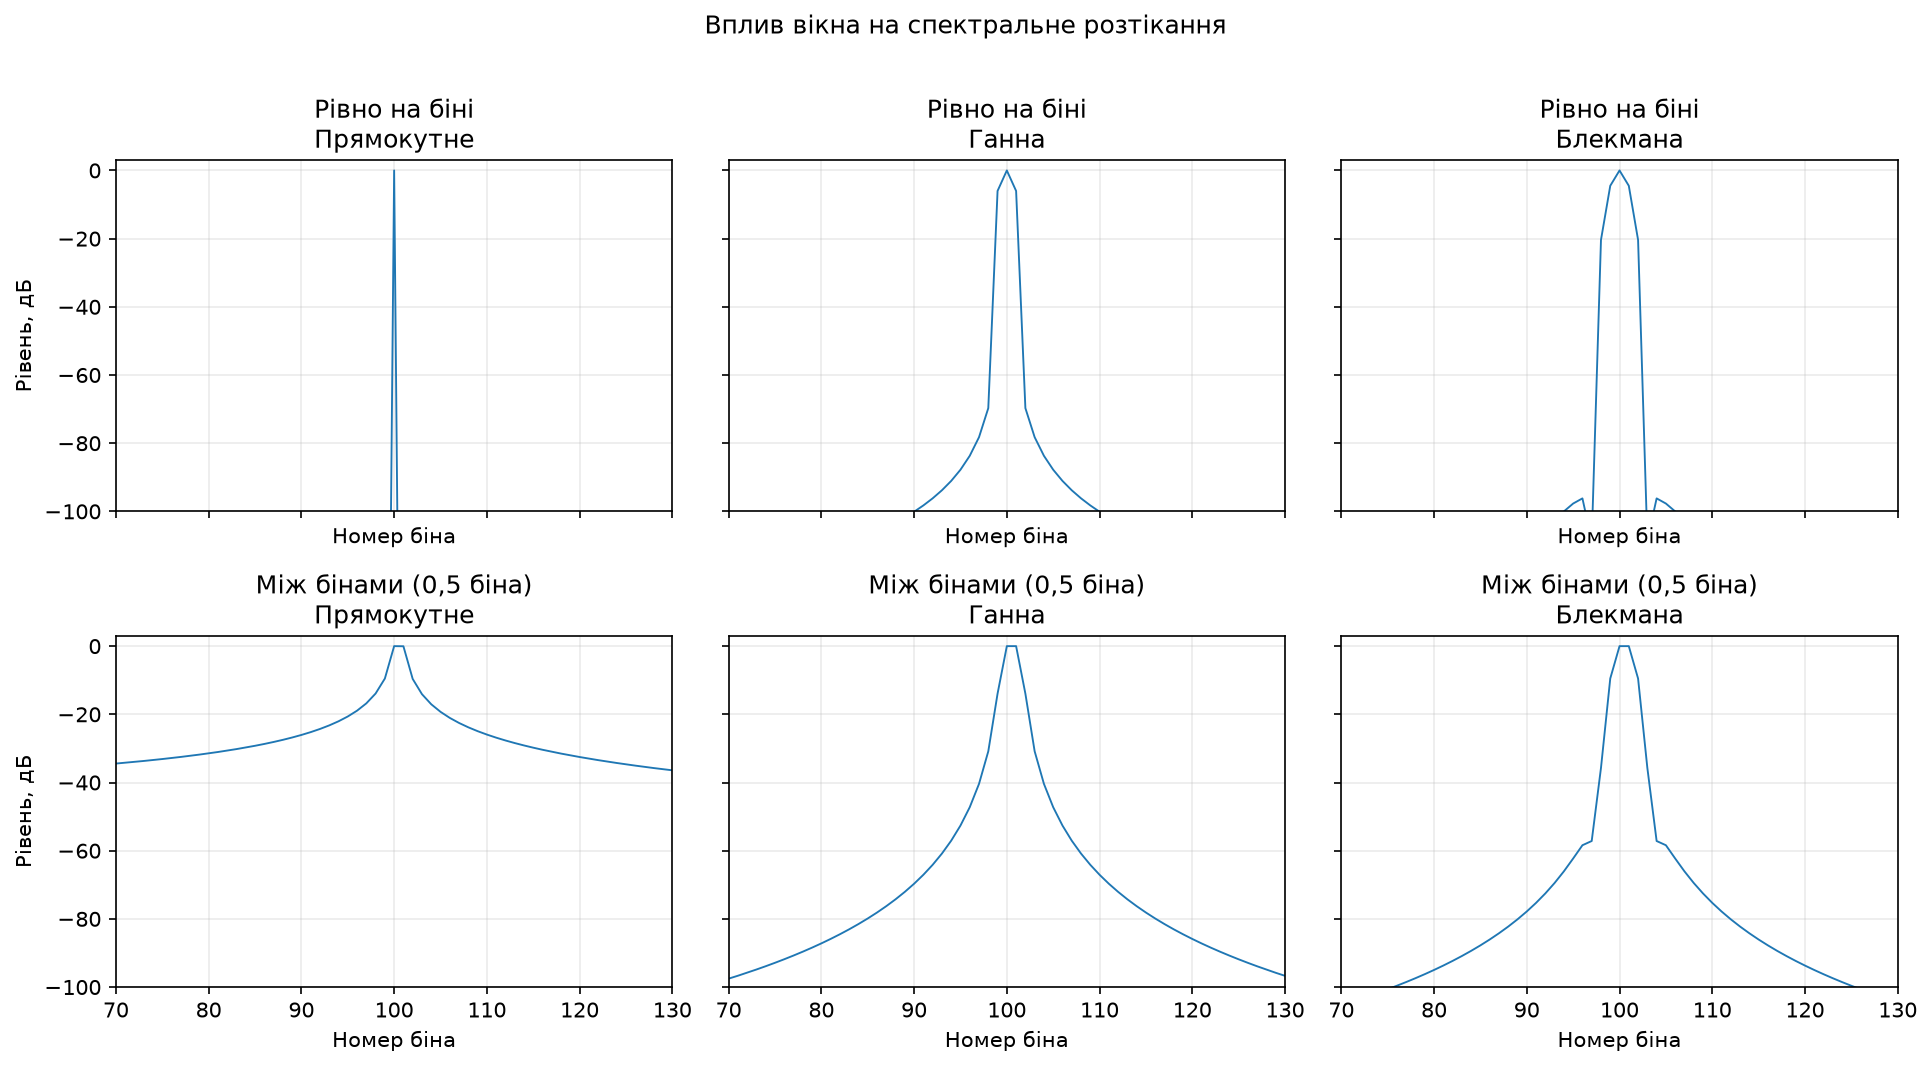 Вплив вікна на спектральне розтікання
Рівно на біні
Прямокутне
Рівно на біні
Ганна
Рівно на біні
Блекмана
0
−20
−40
−60
−80
−100
Рівень, дБ
Номер біна
Номер біна
Номер біна
Між бінами (0,5 біна)
Прямокутне
Між бінами (0,5 біна)
Ганна
Між бінами (0,5 біна)
Блекмана
0
−20
−40
−60
−80
−100
Рівень, дБ
70 80 90 100 110 120 130
70 80 90 100 110 120 130
70 80 90 100 110 120 130
Номер біна
Номер біна
Номер біна